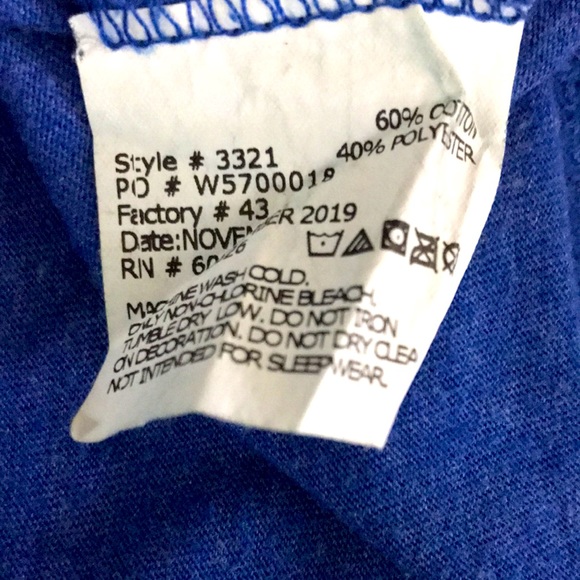 60% COTTON
40% POLYESTER
Style # 3321
PO # W5700018
Factory # 43
Date:NOVEMBER 2019
RN #
MACHINE WASH COLD.
ONLY NON-CHLORINE BLEACH.
TUMBLE DRY LOW. DO NOT IRON
ON DECORATION. DO NOT DRY CLEA
NOT INTENDED FOR SLEEPWEAR.